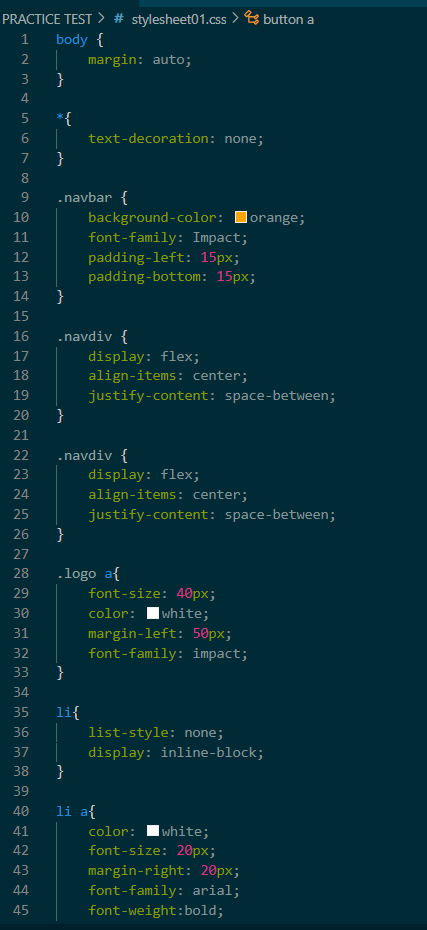 PRACTICE TEST > # stylesheet01.css > button a
1 body {
2 margin: auto;
3 }
4
5 *{
6 text-decoration: none;
7 }
8
9 .navbar {
10 background-color: orange;
11 font-family: Impact;
12 padding-left: 15px;
13 padding-bottom: 15px;
14 }
15
16 .navdiv {
17 display: flex;
18 align-items: center;
19 justify-content: space-between;
20 }
21
22 .navdiv {
23 display: flex;
24 align-items: center;
25 justify-content: space-between;
26 }
27
28 .logo a{
29 font-size: 40px;
30 color: white;
31 margin-left: 50px;
32 font-family: impact;
33 }
34
35 li{
36 list-style: none;
37 display: inline-block;
38 }
39
40 li a{
41 color: white;
42 font-size: 20px;
43 margin-right: 20px;
44 font-family: arial;
45 font-weight:bold;